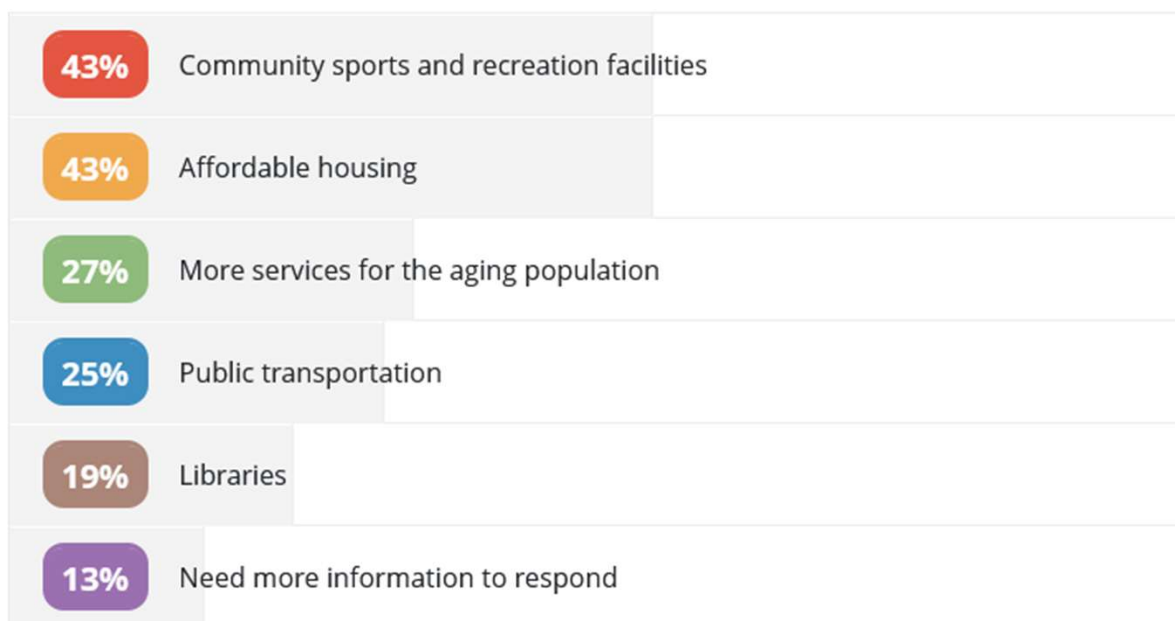 43% Community sports and recreation facilities
43% Affordable housing
27% More services for the aging population
25% Public transportation
19% Libraries
13% Need more information to respond